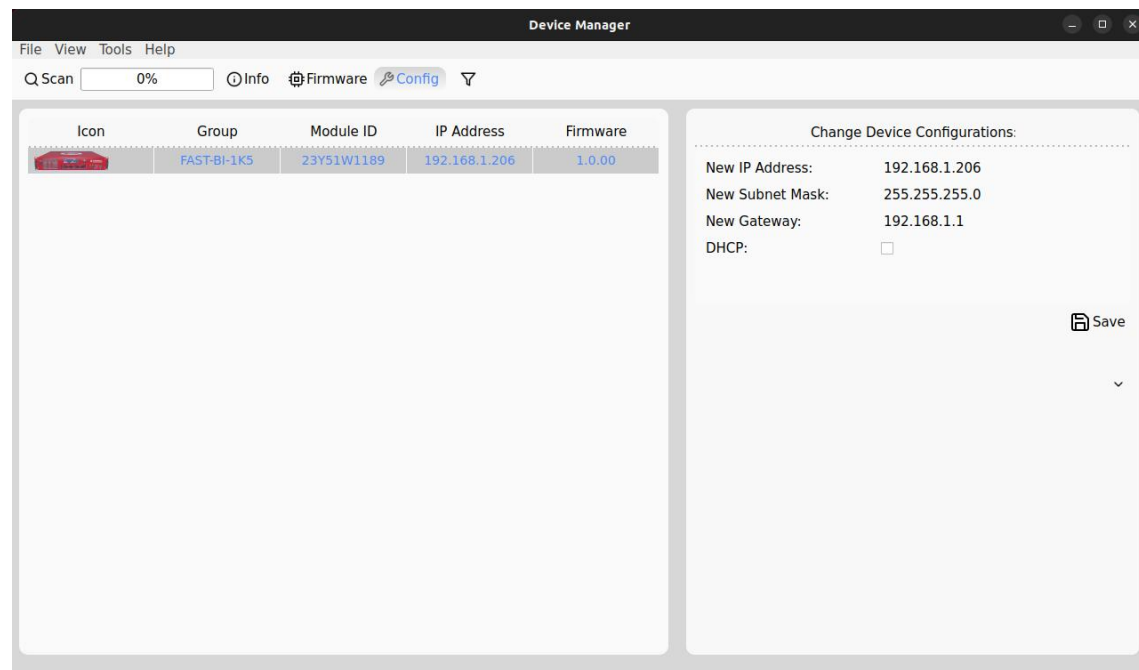 Device Manager
File View Tools Help
Scan 0% Info Firmware Config
Icon Group Module ID IP Address Firmware
FAST-BI-1K5 23Y51W1189 192.168.1.206 1.0.00
Change Device Configurations:
New IP Address: 192.168.1.206
New Subnet Mask: 255.255.255.0
New Gateway: 192.168.1.1
DHCP:
Save